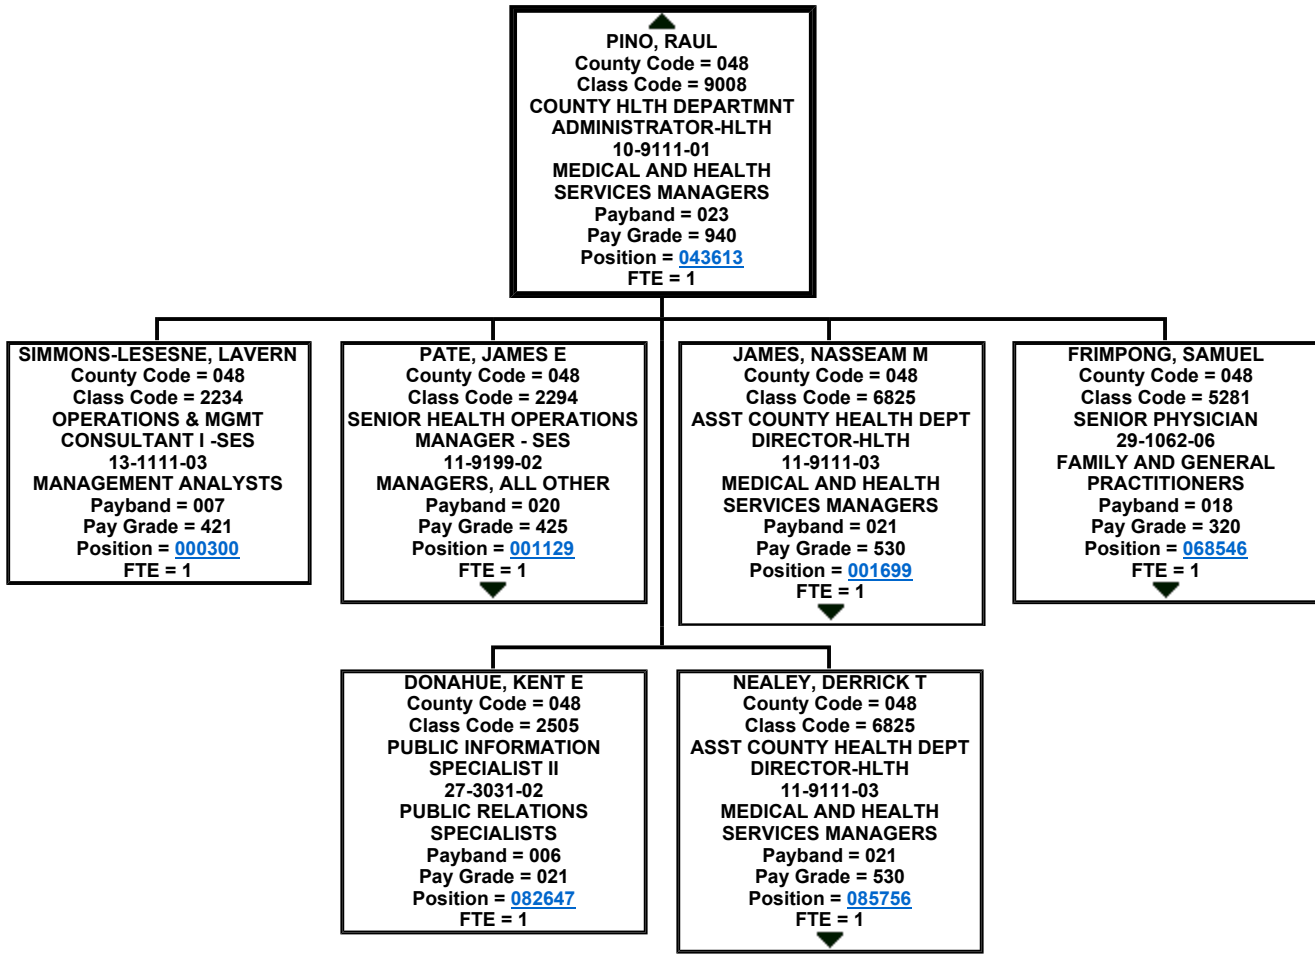 PINO, RAUL
County Code = 048
Class Code = 9008
COUNTY HLTH DEPARTMNT
ADMINISTRATOR-HLTH
10-9111-01
MEDICAL AND HEALTH
SERVICES MANAGERS
Payband = 023
Pay Grade = 940
Position = 043613
FTE = 1
SIMMONS-LESESNE, LAVERN
County Code = 048
Class Code = 2234
OPERATIONS & MGMT
CONSULTANT I -SES
13-1111-03
MANAGEMENT ANALYSTS
Payband = 007
Pay Grade = 421
Position = 000300
FTE = 1
PATE, JAMES E
County Code = 048
Class Code = 2294
SENIOR HEALTH OPERATIONS
MANAGER - SES
11-9199-02
MANAGERS, ALL OTHER
Payband = 020
Pay Grade = 425
Position = 001129
FTE = 1
JAMES, NASSEAM M
County Code = 048
Class Code = 6825
ASST COUNTY HEALTH DEPT
DIRECTOR-HLTH
11-9111-03
MEDICAL AND HEALTH
SERVICES MANAGERS
Payband = 021
Pay Grade = 530
Position = 001699
FTE = 1
FRIMPONG, SAMUEL
County Code = 048
Class Code = 5281
SENIOR PHYSICIAN
29-1062-06
FAMILY AND GENERAL
PRACTITIONERS
Payband = 018
Pay Grade = 320
Position = 068546
FTE = 1
DONAHUE, KENT E
County Code = 048
Class Code = 2505
PUBLIC INFORMATION
SPECIALIST II
27-3031-02
PUBLIC RELATIONS
SPECIALISTS
Payband = 006
Pay Grade = 021
Position = 082647
FTE = 1
NEALEY, DERRICK T
County Code = 048
Class Code = 6825
ASST COUNTY HEALTH DEPT
DIRECTOR-HLTH
11-9111-03
MEDICAL AND HEALTH
SERVICES MANAGERS
Payband = 021
Pay Grade = 530
Position = 085756
FTE = 1